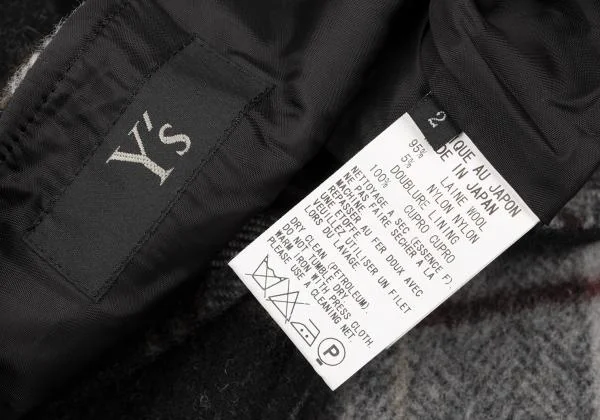 Y's
2
QUE AU JAPON
DE IN JAPAN
95% LAINE WOOL
5% NYLON NYLON
DOUBLURE LINING
100% CUPRO CUPRO
NETTOYAGE A SEC (ESSENCE F).
NE PAS FAIRE SECHER A LA
MACHINE
REPASSER AU FER DOUX AVEC
UNE ETOFFE.
VEUILLEZ UTILISER UN FILET
LORS DU LAVAGE
DRY CLEAN (PETROLEUM).
DO NOT TUMBLE DRY.
WARM IRON WITH PRESS CLOTH.
PLEASE USE A CLEANING NET.
P